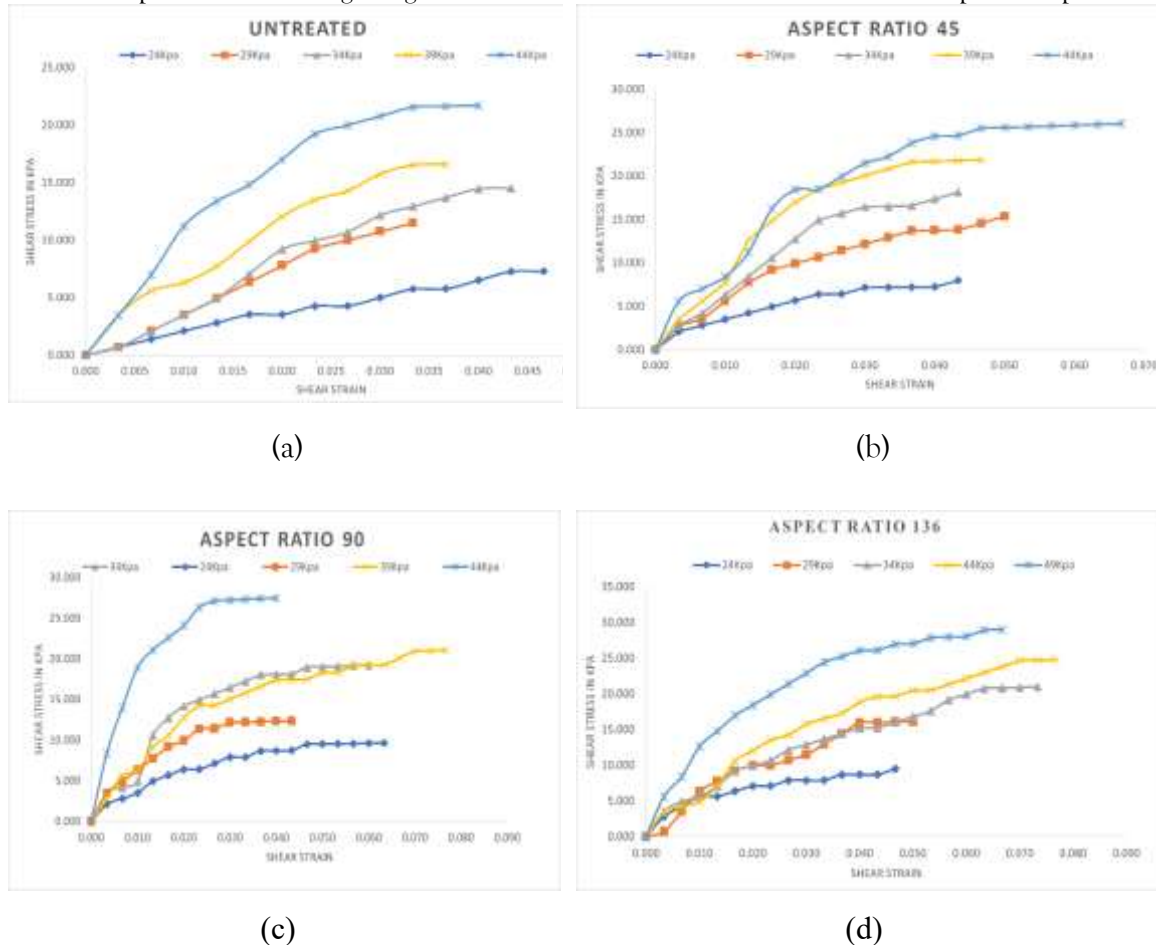 UNTREATED
24Kpa 29Kpa 34Kpa 39Kpa 44Kpa
25.000
20.000
15.000
10.000
5.000
0.000
SHEAR STRESS IN KPA
0.000 0.005 0.010 0.015 0.020 0.025 0.030 0.035 0.040 0.045
SHEAR STRAIN
(a)
ASPECT RATIO 45
24Kpa 29Kpa 34Kpa 39Kpa 44Kpa
30.000
25.000
20.000
15.000
10.000
5.000
0.000
SHEAR STRESS IN KPA
0.000 0.010 0.020 0.030 0.040 0.050 0.060 0.070
SHEAR STRAIN
(b)
ASPECT RATIO 90
34Kpa 24Kpa 29Kpa 39Kpa 44Kpa
30.000
25.000
20.000
15.000
10.000
5.000
0.000
SHEAR STRESS IN KPA
0.000 0.010 0.020 0.030 0.040 0.050 0.060 0.070 0.080 0.090
SHEAR STRAIN
(c)
ASPECT RATIO 136
24Kpa 29Kpa 34Kpa 44Kpa 49Kpa
35.000
30.000
25.000
20.000
15.000
10.000
5.000
0.000
SHEAR STRESS IN KPA
0.000 0.010 0.020 0.030 0.040 0.050 0.060 0.070 0.080 0.090
SHEAR STRAIN
(d)